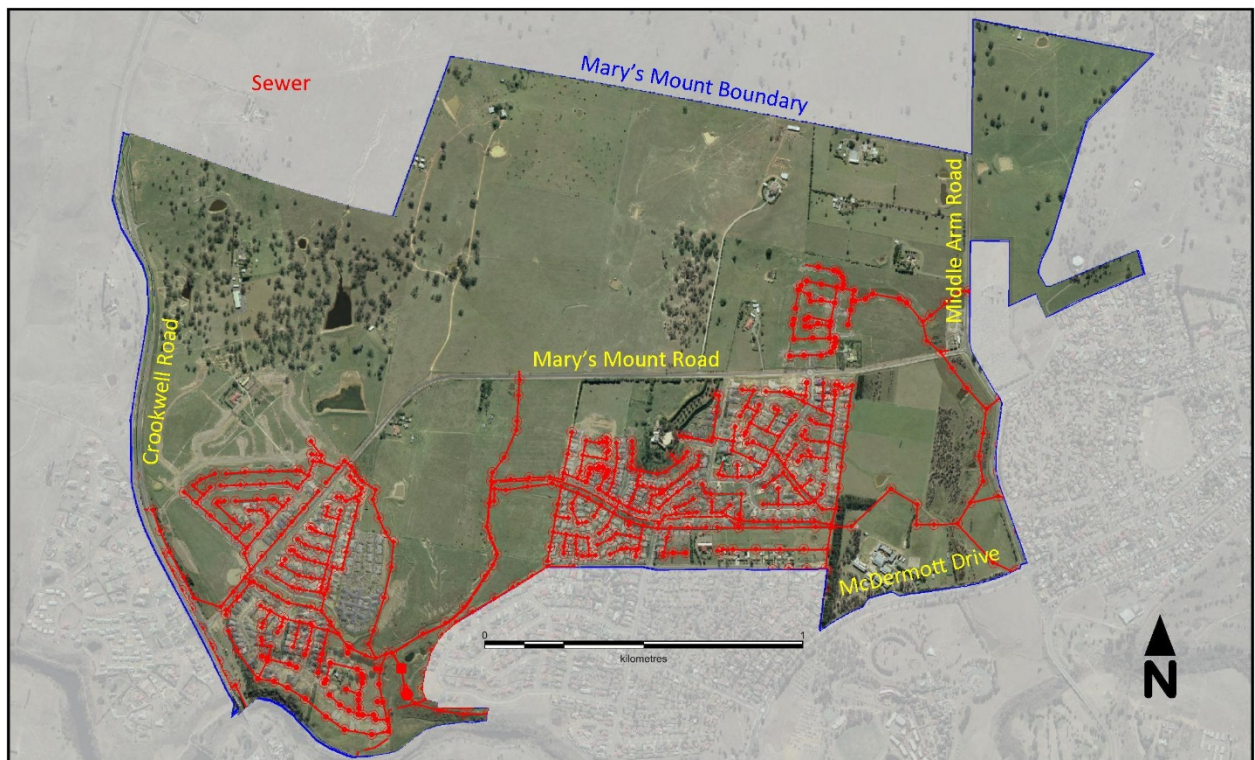 Sewer
Mary's Mount Boundary
Middle Arm Road
Crookwell Road
Mary's Mount Road
McDermott Drive
0
1
kilometres
N